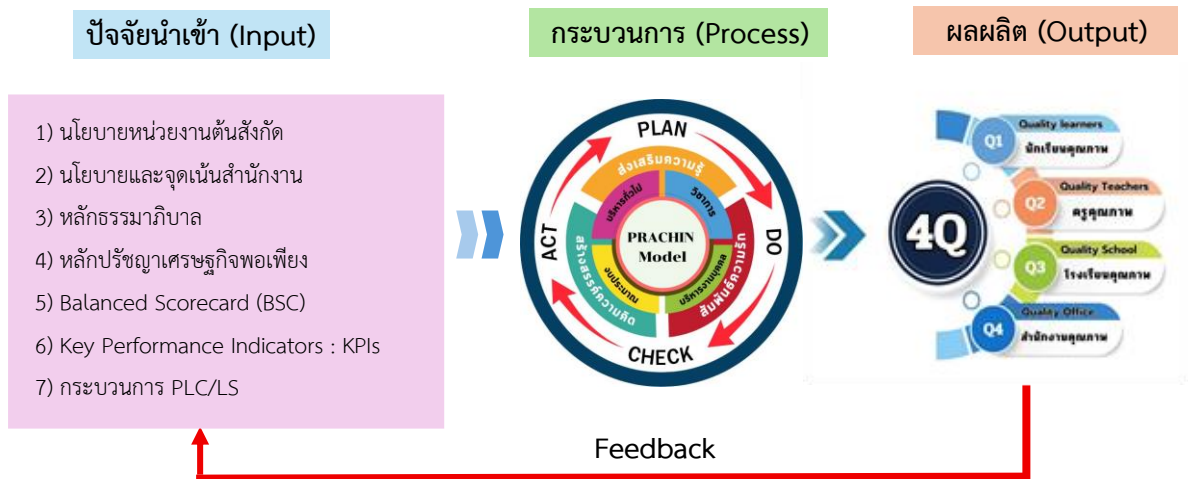 ปัจจัยนำเข้า (Input)
กระบวนการ (Process)
ผลผลิต (Output)
1) นโยบายหน่วยงานต้นสังกัด
2) นโยบายและจุดเน้นสำนักงาน
3) หลักธรรมาภิบาล
4) หลักปรัชญาเศรษฐกิจพอเพียง
5) Balanced Scorecard (BSC)
6) Key Performance Indicators : KPIs
7) กระบวนการ PLC/LS
PLAN
DO
CHECK
ACT
ส่งเสริมความรู้
สัมพันธ์ความรัก
สร้างสรรค์ความคิด
บริหารทั่วไป
วิชาการ
บริหารงานบุคคล
งบประมาณ
PRACHIN
Model
4Q
Q1
Quality learners
นักเรียนคุณภาพ
Q2
Quality Teachers
ครูคุณภาพ
Q3
Quality School
โรงเรียนคุณภาพ
Q4
Quality Office
สำนักงานคุณภาพ
Feedback